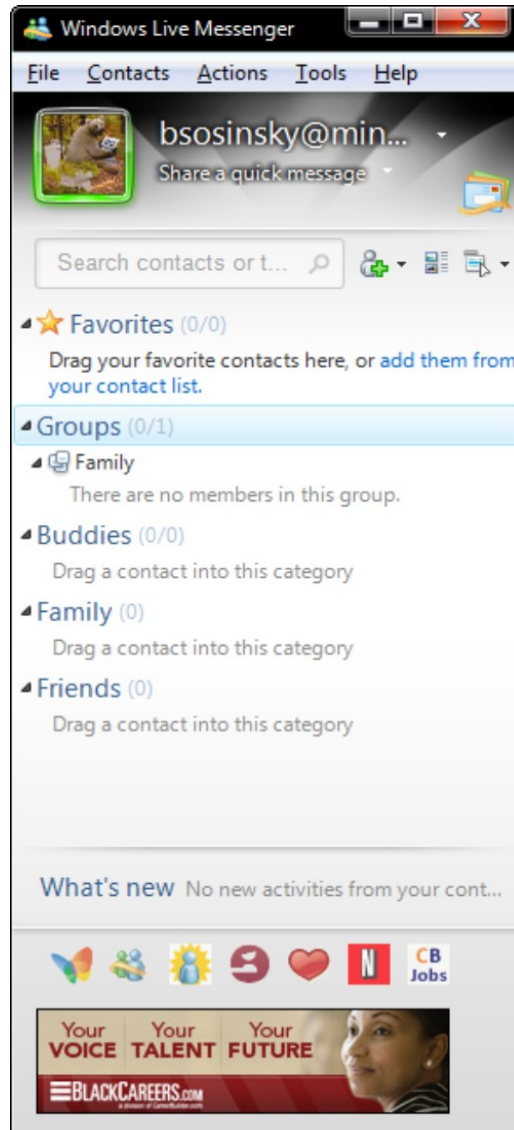 Windows Live Messenger
File Contacts Actions Tools Help
bsosinsky@min...
Share a quick message
Search contacts or t...
Favorites (0/0)
Drag your favorite contacts here, or add them from
your contact list.
Groups (0/1)
Family
There are no members in this group.
Buddies (0/0)
Drag a contact into this category
Family (0)
Drag a contact into this category
Friends (0)
Drag a contact into this category
What's new No new activities from your cont...
N
CB
Jobs
Your Your Your
VOICE TALENT FUTURE
BLACKCAREERS.COM
a division of CareerBuilder.com